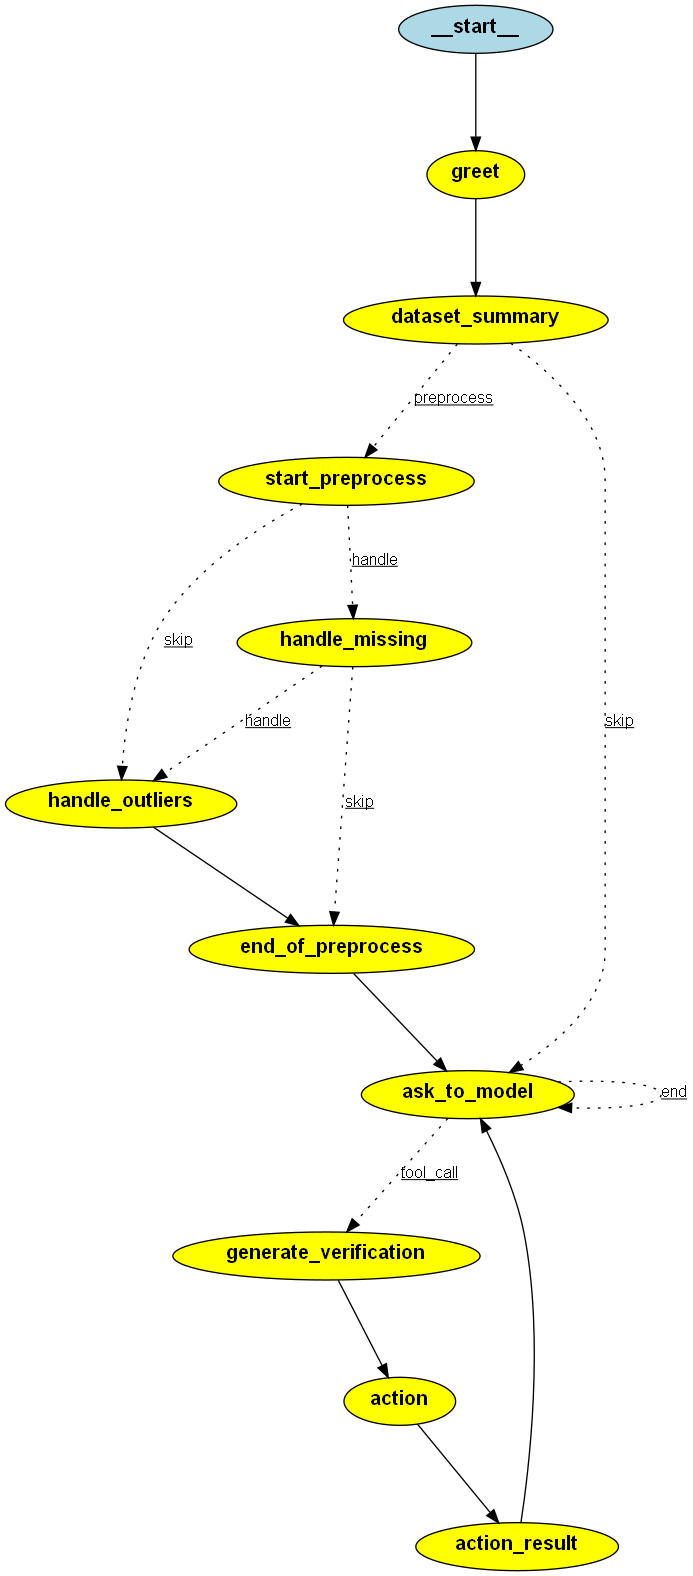 __start__
greet
dataset_summary
preprocess
start_preprocess
handle
skip
handle_missing
handle
skip
skip
handle_outliers
end_of_preprocess
ask_to_model
end
tool_call
generate_verification
action
action_result